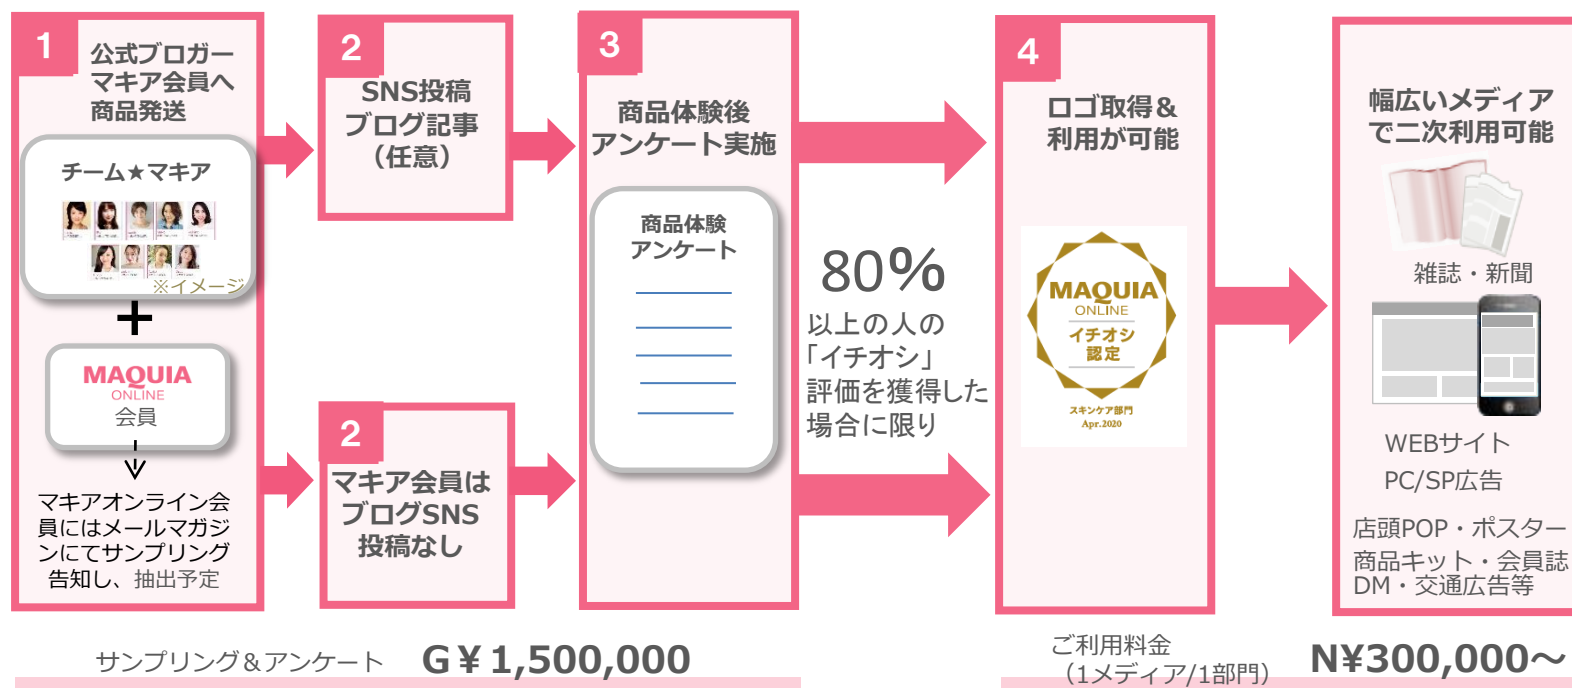 1
公式ブロガー
マキア会員へ
商品発送
チーム★マキア
※イメージ
+
MAQUIA
ONLINE
会員
マキアオンライン会
員にはメールマガジ
ンにてサンプリング
告知し、抽出予定
2
SNS投稿
ブログ記事
（任意）
2
マキア会員は
ブログSNS
投稿なし
3
商品体験後
アンケート実施
商品体験
アンケート
80%
以上の人の
「イチオシ」
評価を獲得した
場合に限り
4
ロゴ取得＆
利用が可能
MAQUIA
ONLINE
イチオシ
認定
スキンケア部門
Apr.2020
幅広いメディア
で二次利用可能
雑誌・新聞
WEBサイト
PC/SP広告
店頭POP・ポスター
商品キット・会員誌
DM・交通広告等
サンプリング＆アンケート G¥1,500,000
ご利用料金
（1メディア/1部門） N¥300,000～